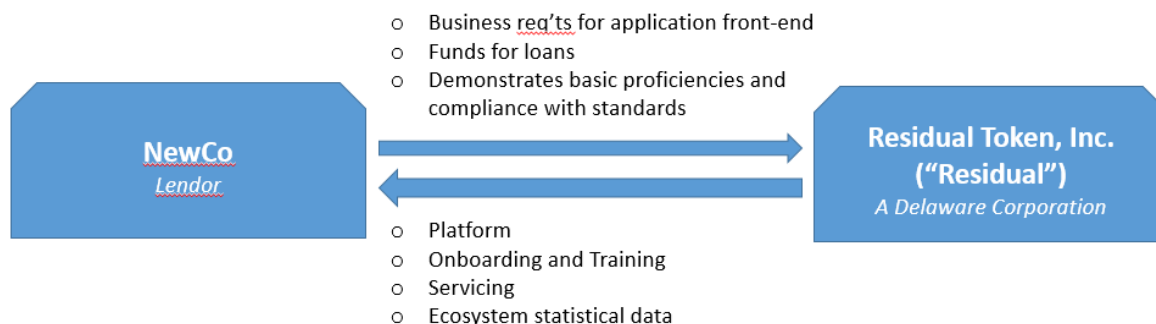 o Business req'ts for application front-end
o Funds for loans
o Demonstrates basic proficiencies and
compliance with standards
NewCo
Lendor
Residual Token, Inc.
(“Residual”)
A Delaware Corporation
o Platform
o Onboarding and Training
o Servicing
o Ecosystem statistical data